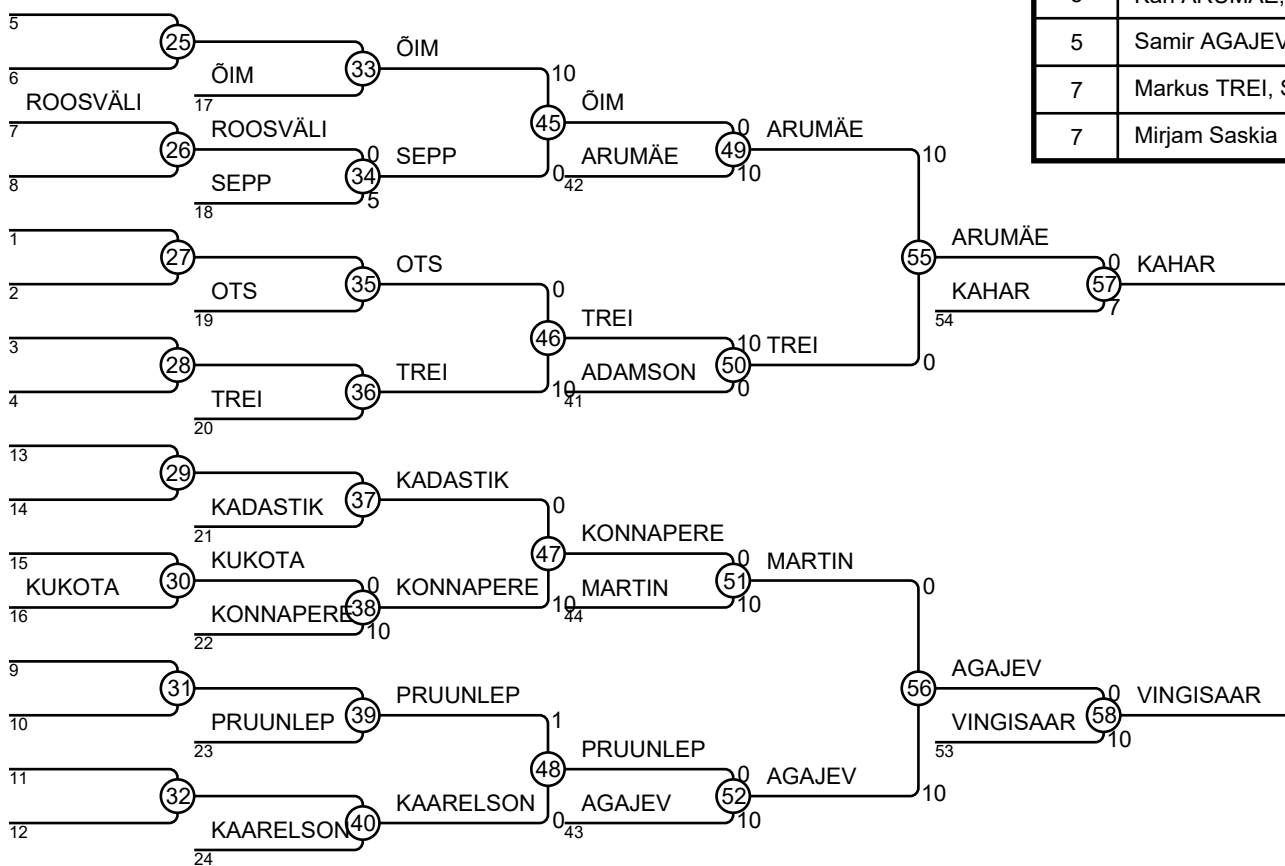 5
25
6
ÕIM
17
33
ÕIM
10
ROOSVÄLI
7
26
8
ROOSVÄLI
0
SEPP
18
34
5
SEPP
0
45
ÕIM
0
ARUMÄE
42
49
10
ARUMÄE
10
1
27
2
OTS
19
35
OTS
0
3
28
4
TREI
20
36
TREI
10
46
TREI
10
ADAMSON
41
50
0
TREI
0
55
ARUMÄE
0
KAHAR
54
57
7
KAHAR
13
29
14
KADASTIK
21
37
KADASTIK
0
15
KUKOTA
16
30
KUKOTA
0
KONNAPERE
22
38
10
KONNAPERE
10
47
KONNAPERE
0
MARTIN
44
51
10
MARTIN
0
9
31
10
PRUUNLEP
23
39
PRUUNLEP
1
11
32
12
KAARELSON
24
40
KAARELSON
0
48
PRUUNLEP
0
AGAJEV
43
52
10
AGAJEV
10
56
AGAJEV
0
VINGISAAR
53
58
10
VINGISAAR
5 Samir AGAJEV
7 Markus TREI, S
7 Mirjam Saskia